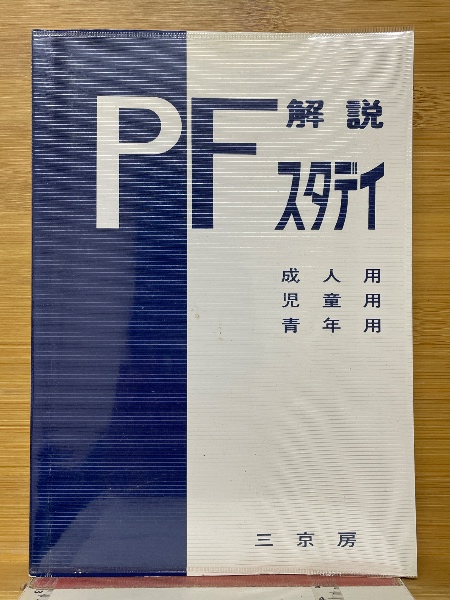 PF
解説
スタディ
成人用
児童用
青年用
三京房